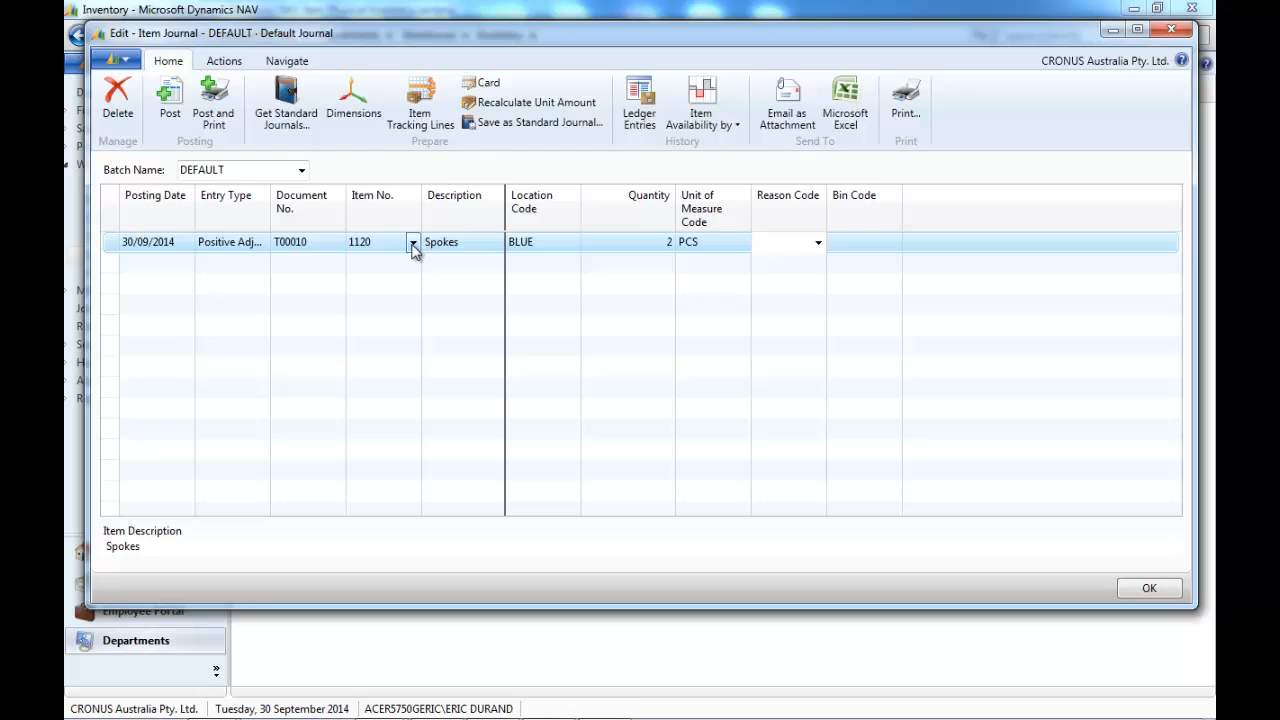 Inventory - Microsoft Dynamics NAV
Edit - Item Journal - DEFAULT · Default Journal
Home
Actions
Navigate
CRONUS Australia Pty. Ltd.
Delete
Post
Post and Print
Get Standard Journals...
Dimensions
Item Tracking Lines
Card
Recalculate Unit Amount
Save as Standard Journal...
Ledger Entries
Item Availability by
Email as Attachment
Microsoft Excel
Print...
Manage
Posting
Prepare
History
Send To
Print
Batch Name: DEFAULT
Posting Date
Entry Type
Document No.
Item No.
Description
Location Code
Quantity
Unit of Measure Code
Reason Code
Bin Code
30/09/2014
Positive Adj...
T00010
1120
Spokes
BLUE
2
PCS
Item Description
Spokes
OK
Employee Portal
Departments
CRONUS Australia Pty. Ltd.
Tuesday, 30 September 2014
ACER5750GERIC\ERIC DURAND